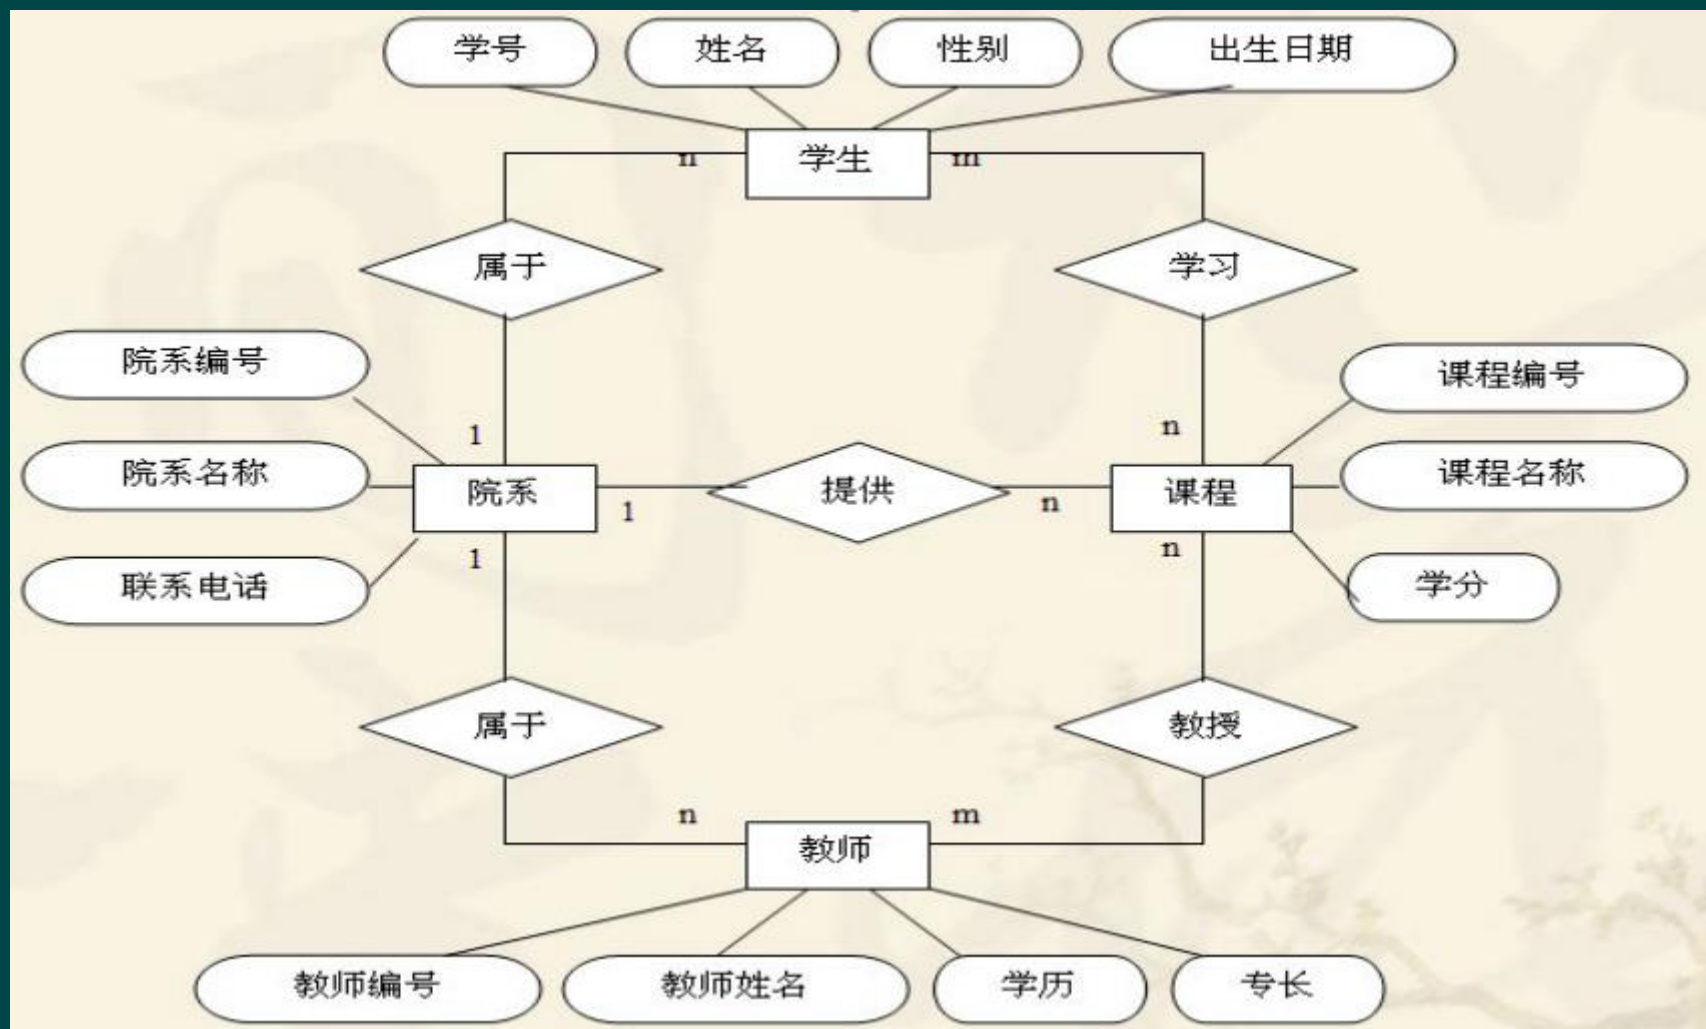 学号 姓名 性别 出生日期
n 学生 m
属于 学习
院系编号 课程编号
1 n
院系名称 院系 提供 课程 课程名称
1 n
1 n
联系电话 学分
属于 教授
n m
教师
教师编号 教师姓名 学历 专长